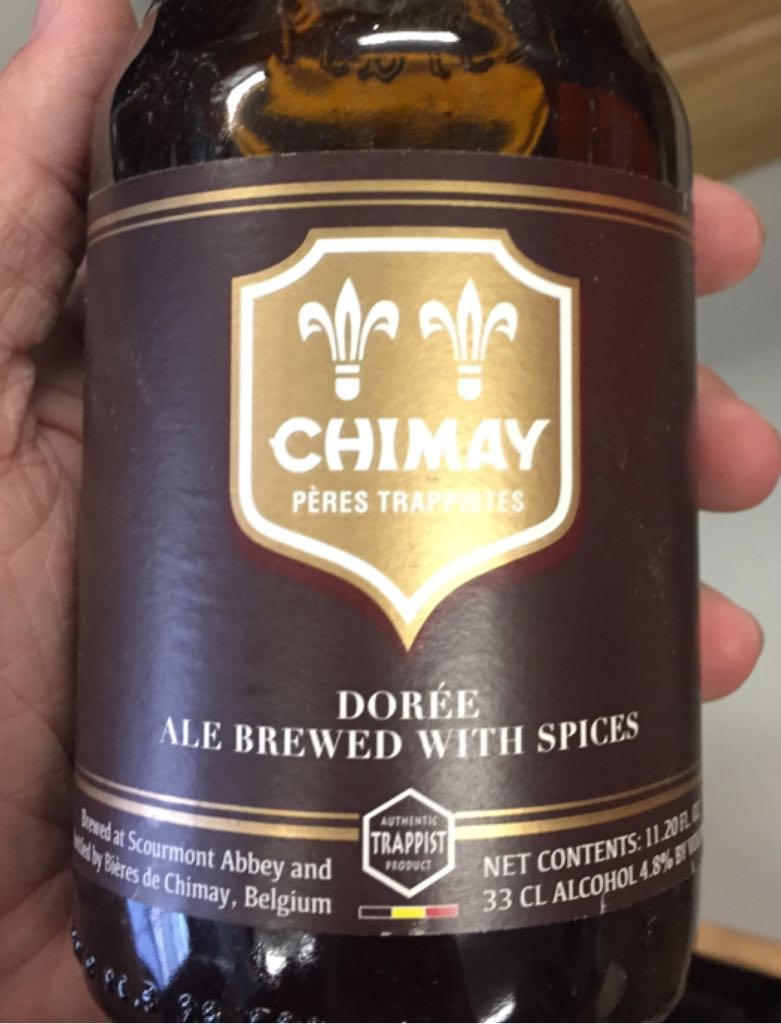 CHIMAY
PÈRES TRAPPISTES
DORÉE
ALE BREWED WITH SPICES
Brewed at Scourmont Abbey and
by Bières de Chimay, Belgium
AUTHENTIC
TRAPPIST
PRODUCT
NET CONTENTS: 11.20 FL
33 CL ALCOHOL 4.8% BY